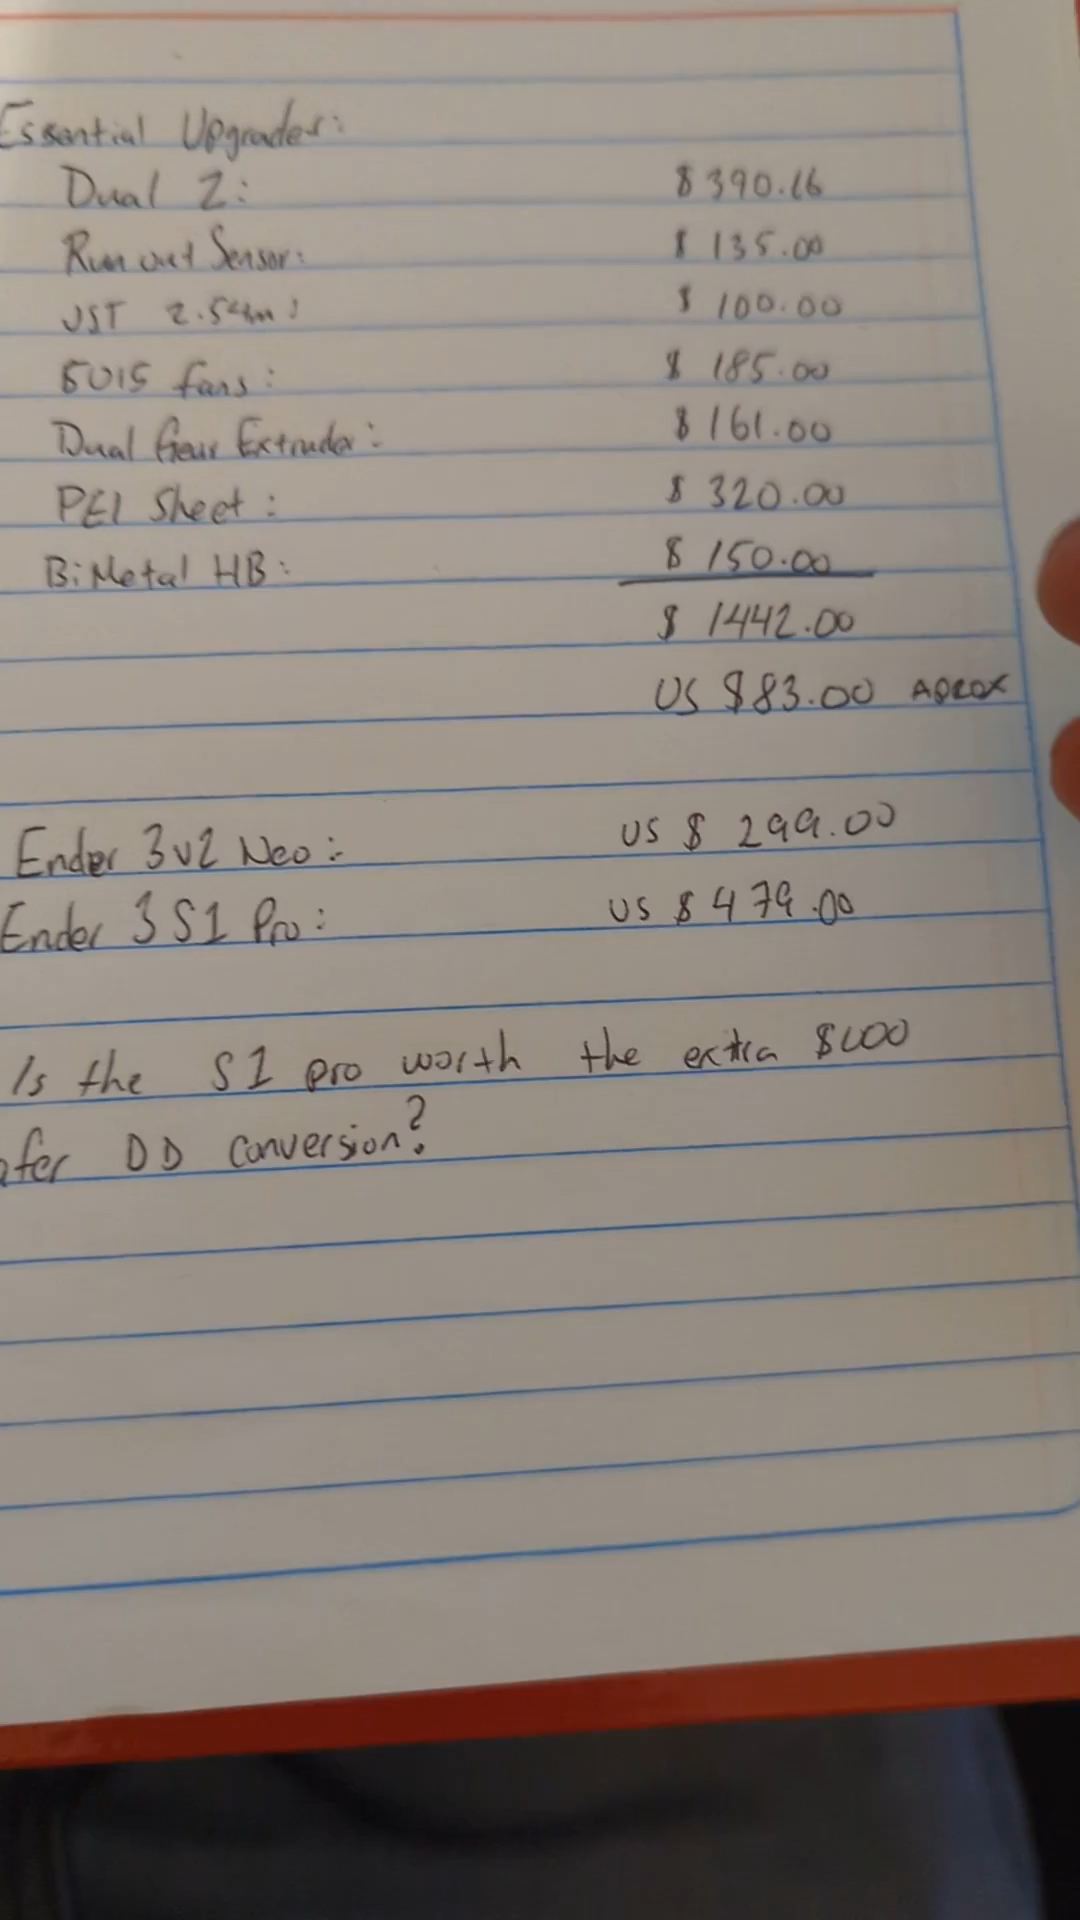 Essential Upgrades:
Dual Z: $390.16
Run out Sensor: $135.00
JST 2.54mm: $100.00
5015 fans: $185.00
Dual Gear Extruder: $161.00
PEI Sheet: $320.00
BiMetal HB: $150.00
$1442.00
US $83.00 Aprox
Ender 3v2 Neo: US $299.00
Ender 3 S1 Pro: US $479.00
Is the S1 pro worth the extra $100
after DD conversion?